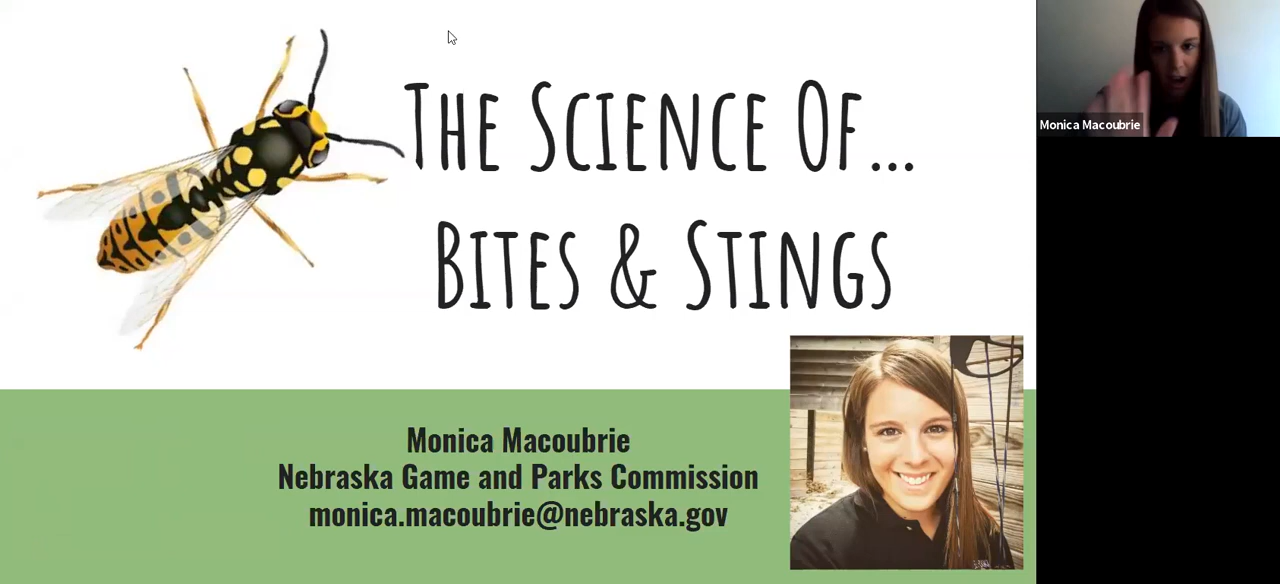 The Science Of...
Bites & Stings
Monica Macoubrie
Nebraska Game and Parks Commission
monica.macoubrie@nebraska.gov
Monica Macoubrie